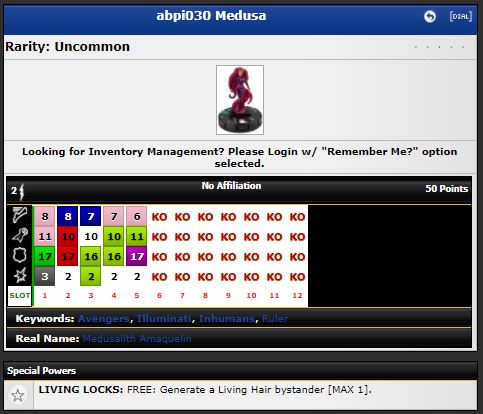 abpi030 Medusa
[DIAL]
Rarity: Uncommon
Looking for Inventory Management? Please Login w/ "Remember Me?" option
selected.
2 No Affiliation 50 Points
8 8 7 7 6 KO KO KO KO KO KO KO
11 10 10 10 11 KO KO KO KO KO KO KO
17 17 16 16 17 KO KO KO KO KO KO KO
3 2 2 2 2 KO KO KO KO KO KO KO
SLOT 1 2 3 4 5 6 7 8 9 10 11 12
Keywords: Avengers, Illuminati, Inhumans, Ruler
Real Name: Medusalith Amaquelin
Special Powers
LIVING LOCKS: FREE: Generate a Living Hair bystander [MAX 1].